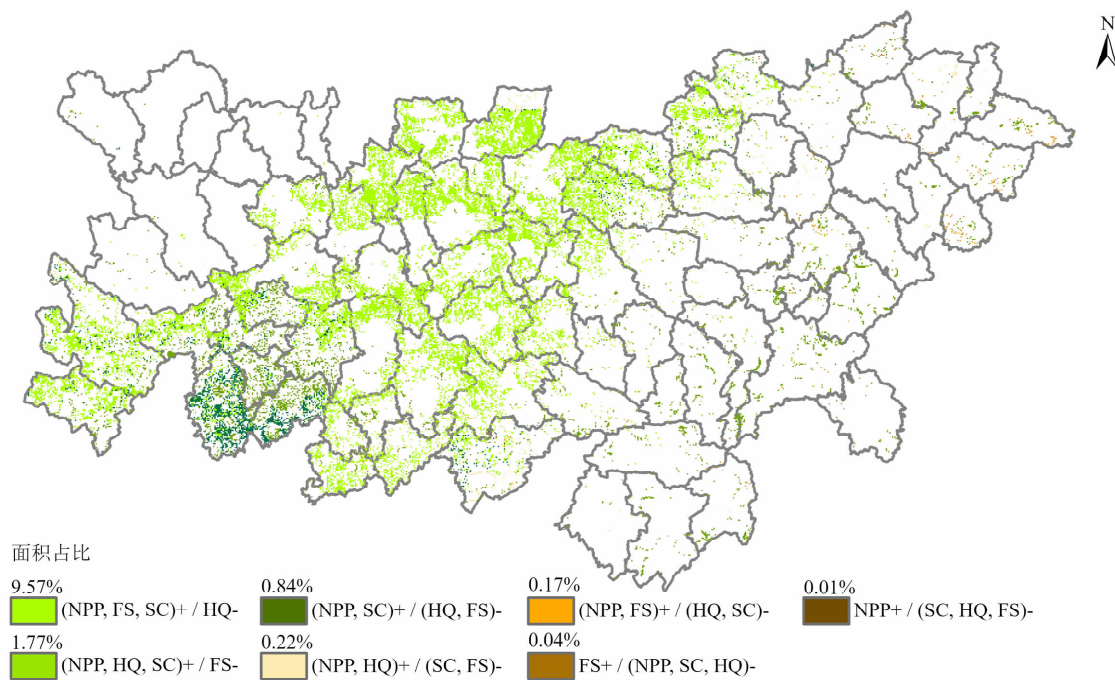 N
面积占比
9.57%
(NPP, FS, SC)+ / HQ-
0.84%
(NPP, SC)+ / (HQ, FS)-
0.17%
(NPP, FS)+ / (HQ, SC)-
0.01%
NPP+ / (SC, HQ, FS)-
1.77%
(NPP, HQ, SC)+ / FS-
0.22%
(NPP, HQ)+ / (SC, FS)-
0.04%
FS+ / (NPP, SC, HQ)-